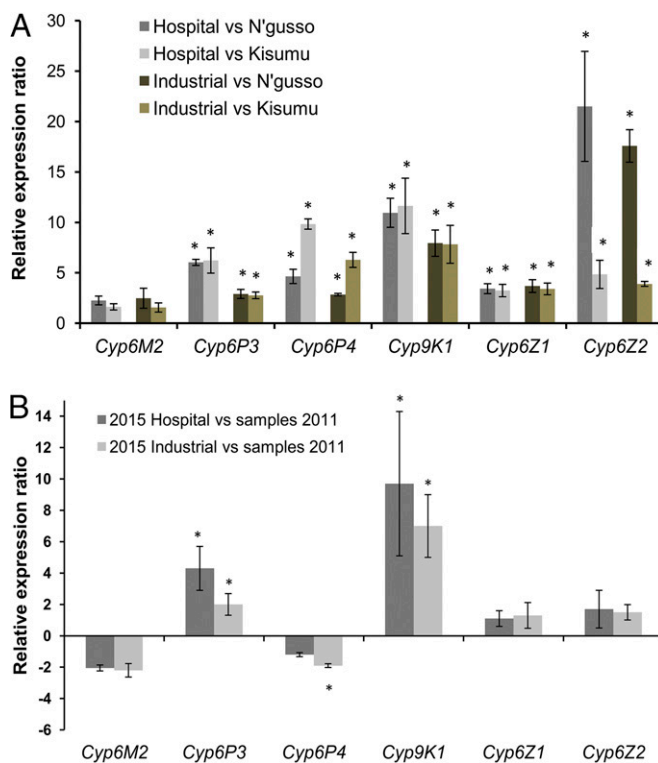 A
Relative expression ratio
30
25
20
15
10
5
0
Hospital vs N'gusso
Hospital vs Kisumu
Industrial vs N'gusso
Industrial vs Kisumu
* * * * * * * * * * * * * * * * * * * *
Cyp6M2 Cyp6P3 Cyp6P4 Cyp9K1 Cyp6Z1 Cyp6Z2
B
Relative expression ratio
14
12
10
8
6
4
2
0
-2
-4
-6
2015 Hospital vs samples 2011
2015 Industrial vs samples 2011
* * * * *
Cyp6M2 Cyp6P3 Cyp6P4 Cyp9K1 Cyp6Z1 Cyp6Z2